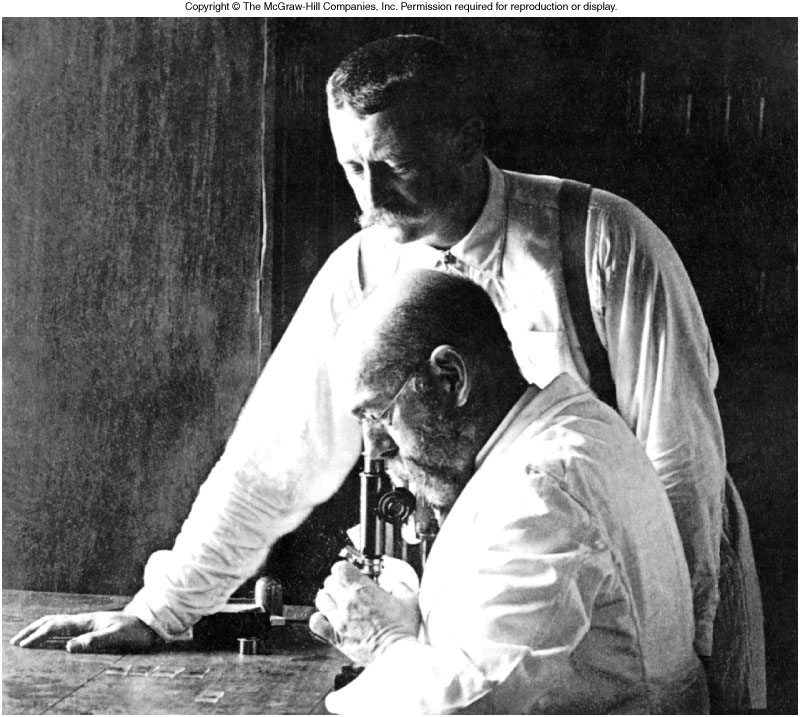 Copyright © The McGraw-Hill Companies, Inc. Permission required for reproduction or display.